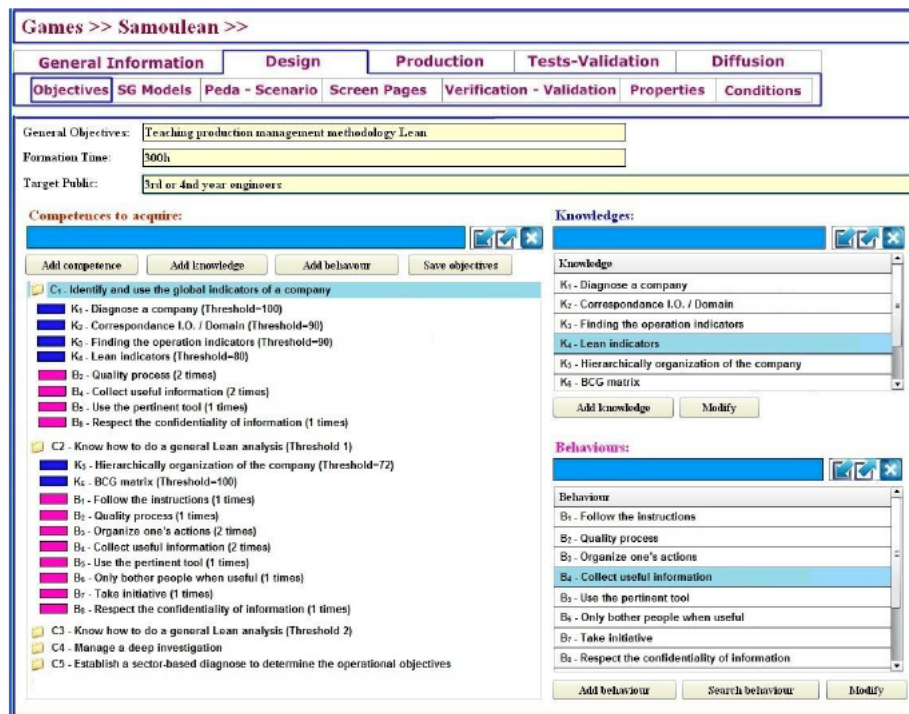 Games >> Samoulean >>
General Information Design Production Tests-Validation Diffusion
Objectives SG Models Peda - Scenario Screen Pages Verification - Validation Properties Conditions
General Objectives: Teaching production management methodology Lean
Formation Time: 300h
Target Public: 3rd or 4nd year engineers
Competences to acquire:
Add competence Add knowledge Add behavour Save objectives
C1 - Identify and use the global indicators of a company
K1 - Diagnose a company (Threshold=100)
K2 - Correspondance I.O. / Domain (Threshold=90)
K3 - Finding the operation indicators (Threshold=90)
K4 - Lean indicators (Threshold=80)
B2 - Quality process (2 times)
B4 - Collect useful information (2 times)
B5 - Use the pertinent tool (1 times)
B8 - Respect the confidentiality of information (1 times)
C2 - Know how to do a general Lean analysis (Threshold 1)
K5 - Hierarchically organization of the company (Threshold=72)
K6 - BCG matrix (Threshold=100)
B1 - Follow the instructions (1 times)
B2 - Quality process (1 times)
B3 - Organize one's actions (2 times)
B4 - Collect useful information (2 times)
B5 - Use the pertinent tool (1 times)
B6 - Only bother people when useful (1 times)
B7 - Take initiative (1 times)
B8 - Respect the confidentiality of information (1 times)
C3 - Know how to do a general Lean analysis (Threshold 2)
C4 - Manage a deep investigation
C5 - Establish a sector-based diagnose to determine the operational objectives
Knowledges:
Knowledge
K1 - Diagnose a company
K2 - Correspondance I.O. / Domain
K3 - Finding the operation indicators
K4 - Lean indicators
K5 - Hierarchically organization of the company
K6 - BCG matrix
Add knowledge Modify
Behaviours:
Behaviour
B1 - Follow the instructions
B2 - Quality process
B3 - Organize one's actions
B4 - Collect useful information
B5 - Use the pertinent tool
B6 - Only bother people when useful
B7 - Take initiative
B8 - Respect the confidentiality of information
Add behaviour Search behaviour Modify